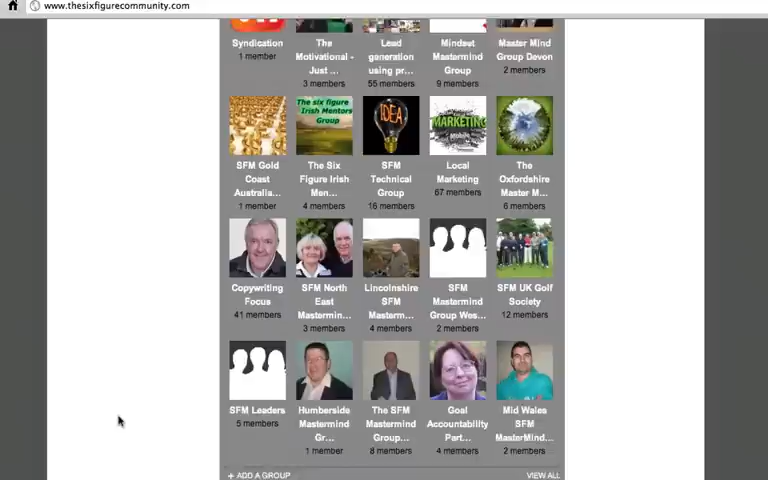 www.thesixfigurecommunity.com
Syndication
1 member
The
Motivational -
Just ...
3 members
Lead
generation
using pr...
55 members
Mindset
Mastermind
Group
9 members
Master Mind
Group Devon
2 members
The six figure
Irish Mentors
Group
IDEA
MARKETING
mobile
SFM Gold
Coast
Australia...
1 member
The Six
Figure Irish
Men...
4 members
SFM
Technical
Group
16 members
Local
Marketing
67 members
The
Oxfordshire
Master M...
6 members
Copywriting
Focus
41 members
SFM North
East
Mastermin...
3 members
Lincolnshire
SFM
Masterm...
4 members
SFM
Mastermind
Group Wes...
2 members
SFM UK Golf
Society
12 members
SFM Leaders
5 members
Humberside
Mastermind
Gr...
1 member
The SFM
Mastermind
Group...
8 members
Goal
Accountability
Part...
4 members
Mid Wales
SFM
MasterMind...
2 members
+ ADD A GROUP
VIEW ALL